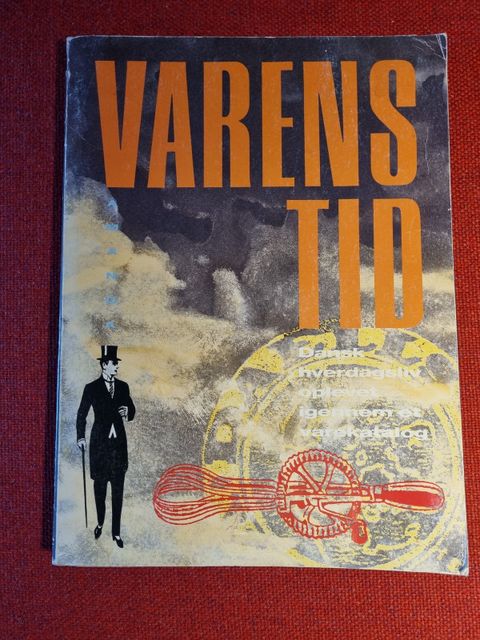 VARENS
TID
Dansk
hverdagsliv
oplevet
igennem et
varekatalog